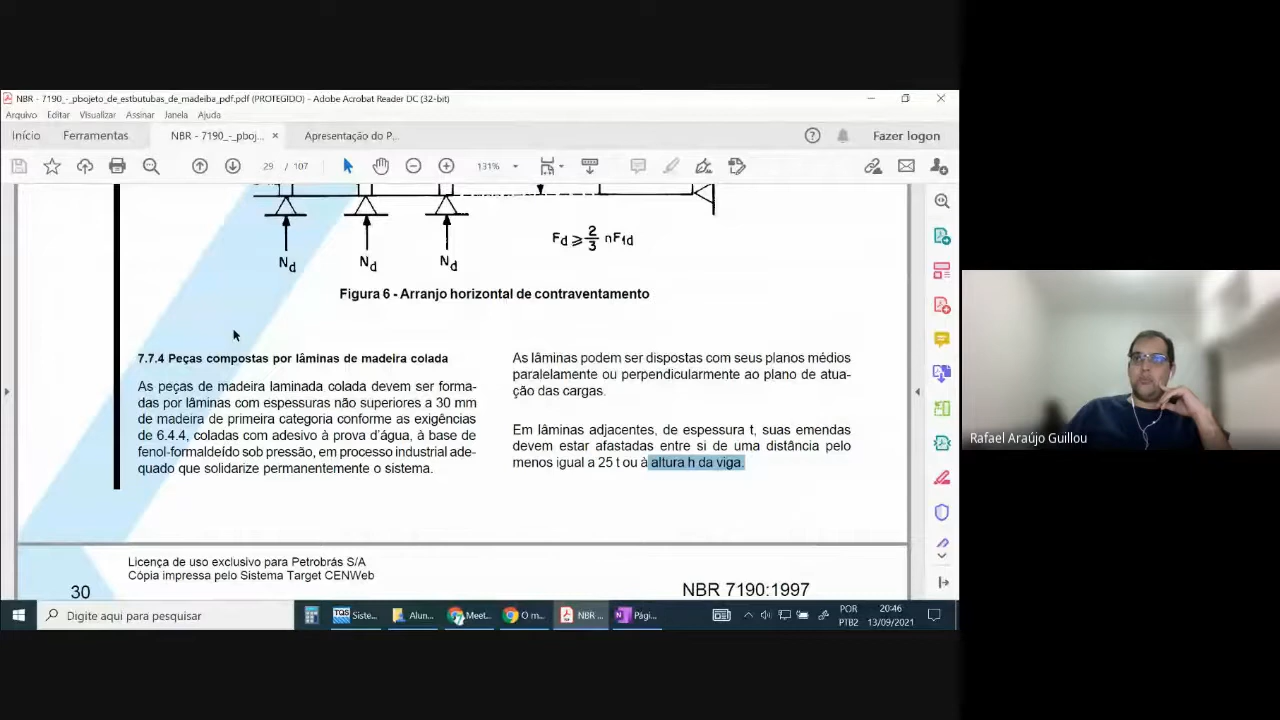 NBR - 7190_-_pbojeto_de_estbutubas_de_madeiba_pdf.pdf (PROTEGIDO) - Adobe Acrobat Reader DC (32-bit)
Arquivo Editar Visualizar Assinar Janela Ajuda
Início Ferramentas NBR - 7190_-_pboj... × Apresentação do P... Fazer logon
29 / 107 131%
Fd ⩾ 2/3 nF1d
Nd Nd Nd
Figura 6 - Arranjo horizontal de contraventamento
7.7.4 Peças compostas por lâminas de madeira colada
As peças de madeira laminada colada devem ser forma-
das por lâminas com espessuras não superiores a 30 mm
de madeira de primeira categoria conforme as exigências
de 6.4.4, coladas com adesivo à prova d'água, à base de
fenol-formaldeído sob pressão, em processo industrial ade-
quado que solidarize permanentemente o sistema.
As lâminas podem ser dispostas com seus planos médios
paralelamente ou perpendicularmente ao plano de atua-
ção das cargas.
Em lâminas adjacentes, de espessura t, suas emendas
devem estar afastadas entre si de uma distância pelo
menos igual a 25 t ou à altura h da viga.
Licença de uso exclusivo para Petrobrás S/A
Cópia impressa pelo Sistema Target CENWeb
30
NBR 7190:1997
Rafael Araújo Guillou
Digite aqui para pesquisar
TQS Siste... Alun... Meet... O m... NBR ... Pági...
POR 20:46
PTB2 13/09/2021